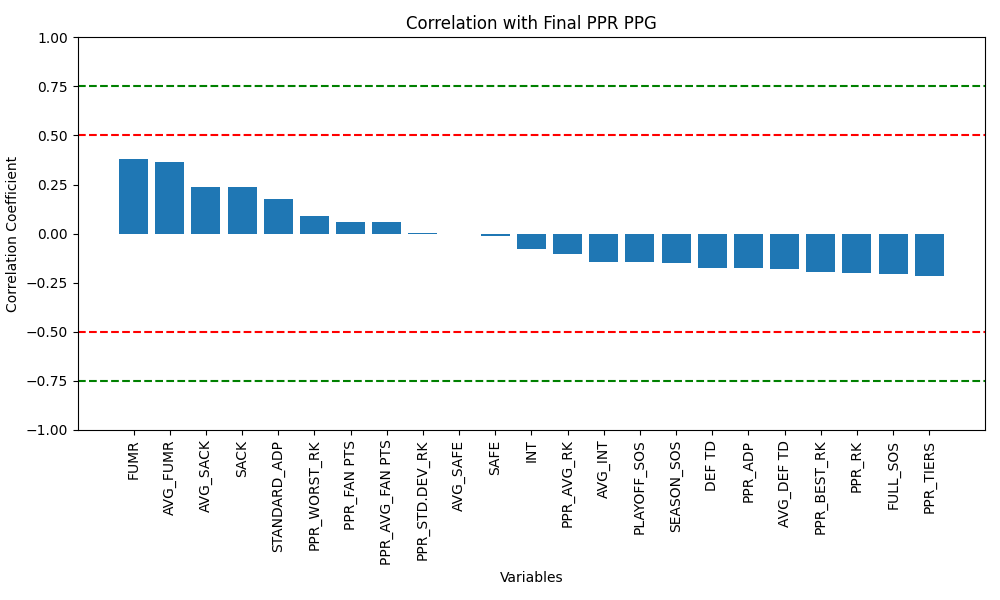 Correlation with Final PPR PPG
Correlation Coefficient
1.00
0.75
0.50
0.25
0.00
−0.25
−0.50
−0.75
−1.00
FUMR
AVG_FUMR
AVG_SACK
SACK
STANDARD_ADP
PPR_WORST_RK
PPR_FAN PTS
PPR_AVG_FAN PTS
PPR_STD.DEV_RK
AVG_SAFE
SAFE
INT
PPR_AVG_RK
AVG_INT
PLAYOFF_SOS
SEASON_SOS
DEF TD
PPR_ADP
AVG_DEF TD
PPR_BEST_RK
PPR_RK
FULL_SOS
PPR_TIERS
Variables